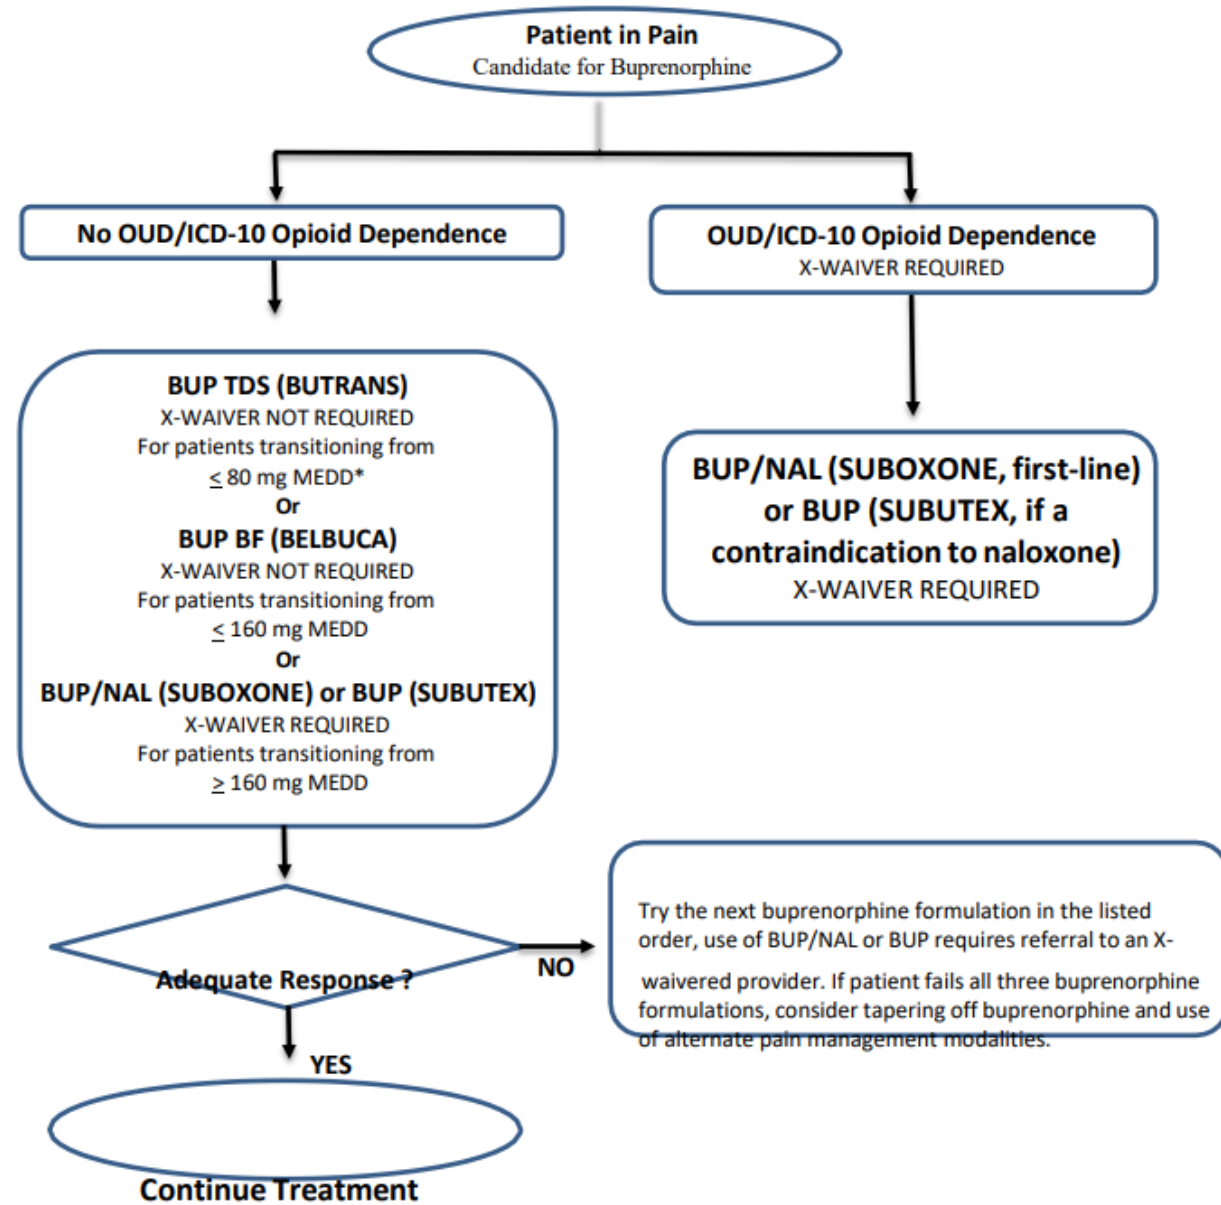 Patient in Pain
Candidate for Buprenorphine
No OUD/ICD-10 Opioid Dependence
OUD/ICD-10 Opioid Dependence
X-WAIVER REQUIRED
BUP TDS (BUTRANS)
X-WAIVER NOT REQUIRED
For patients transitioning from
≤ 80 mg MEDD*
Or
BUP BF (BELBUCA)
X-WAIVER NOT REQUIRED
For patients transitioning from
≤ 160 mg MEDD
Or
BUP/NAL (SUBOXONE) or BUP (SUBUTEX)
X-WAIVER REQUIRED
For patients transitioning from
≥ 160 mg MEDD
BUP/NAL (SUBOXONE, first-line)
or BUP (SUBUTEX, if a
contraindication to naloxone)
X-WAIVER REQUIRED
Adequate Response ?
NO
Try the next buprenorphine formulation in the listed
order, use of BUP/NAL or BUP requires referral to an X-
waivered provider. If patient fails all three buprenorphine
formulations, consider tapering off buprenorphine and use
of alternate pain management modalities.
YES
Continue Treatment